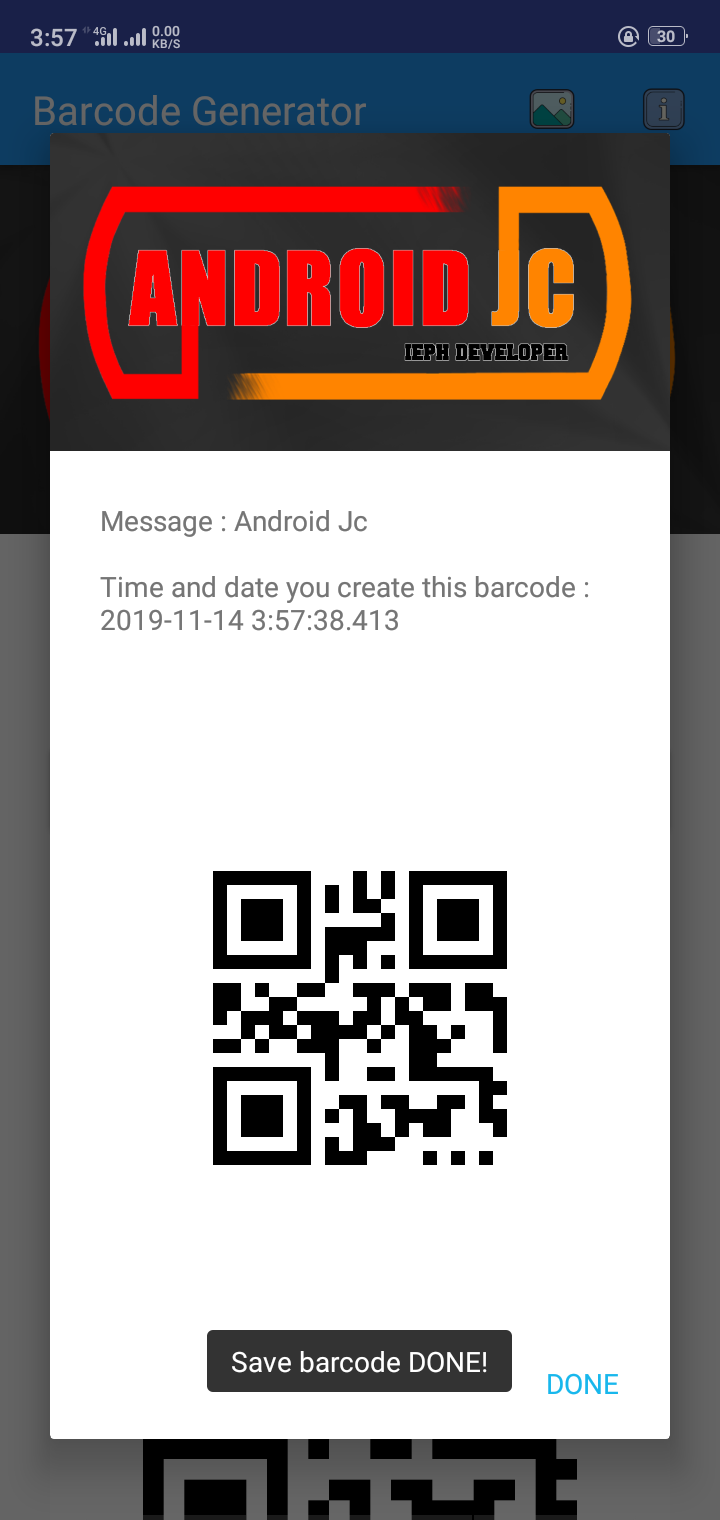 3:57 4G 0.00 KB/S 30
Barcode Generator
ANDROID JC
IEPH DEVELOPER
Message : Android Jc
Time and date you create this barcode :
2019-11-14 3:57:38.413
Save barcode DONE!
DONE